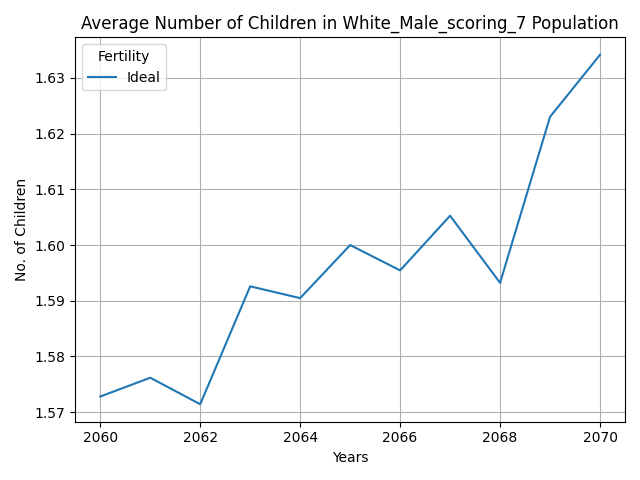 Average Number of Children in White_Male_scoring_7 Population
Fertility
Ideal
No. of Children
1.63
1.62
1.61
1.60
1.59
1.58
1.57
2060 2062 2064 2066 2068 2070
Years